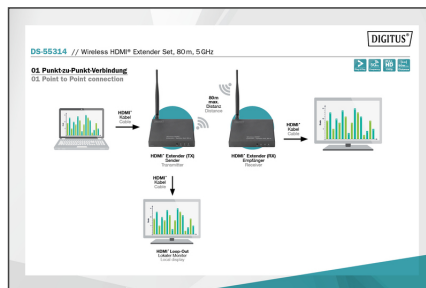 DIGITUS®
DS-55314 // Wireless HDMI® Extender Set, 80m, 5GHz
01 Punkt-zu-Punkt-Verbindung
01 Point to Point connection
80m
max.
Distanz
Distance
HDMI®
Kabel
Cable
HDMI®
Kabel
Cable
HDMI® Extender (TX)
Sender
Transmitter
HDMI® Extender (RX)
Empfänger
Receiver
HDMI®
Kabel
Cable
HDMI® Loop-Out
Lokaler Monitor
Local display